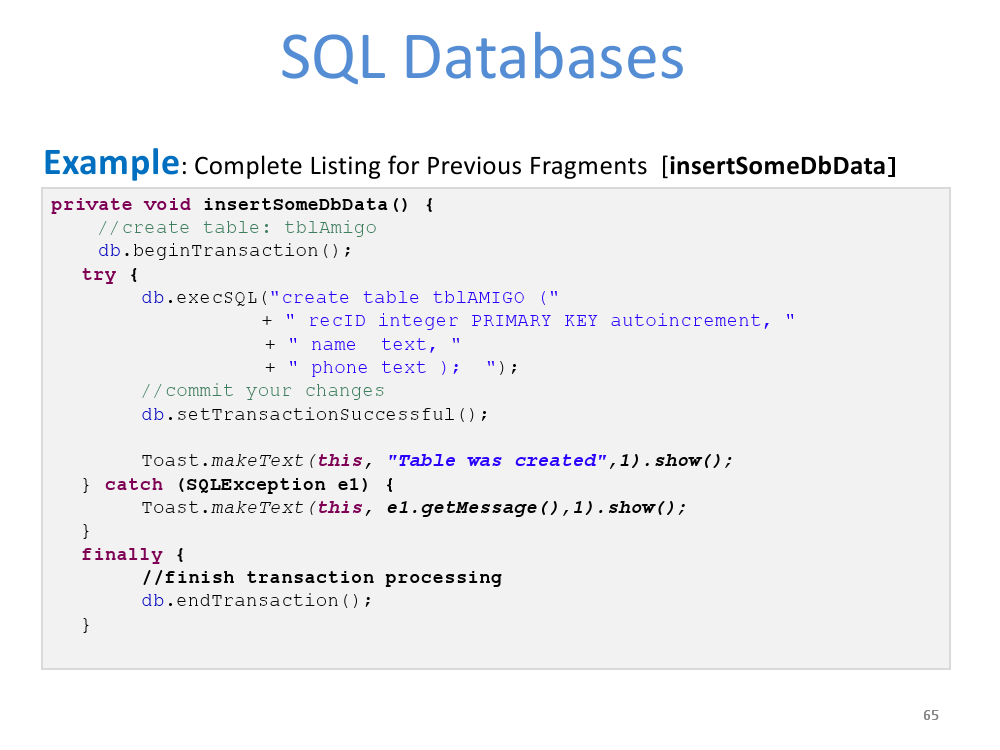 SQL Databases
Example: Complete Listing for Previous Fragments [insertSomeDbData]
private void insertSomeDbData() {
//create table: tblAmigo
db.beginTransaction();
try {
db.execSQL("create table tblAMIGO ("
+ " recID integer PRIMARY KEY autoincrement, "
+ " name  text, "
+ " phone text );  ");
//commit your changes
db.setTransactionSuccessful();
Toast.makeText(this, "Table was created",1).show();
} catch (SQLException e1) {
Toast.makeText(this, e1.getMessage(),1).show();
}
finally {
//finish transaction processing
db.endTransaction();
}
65